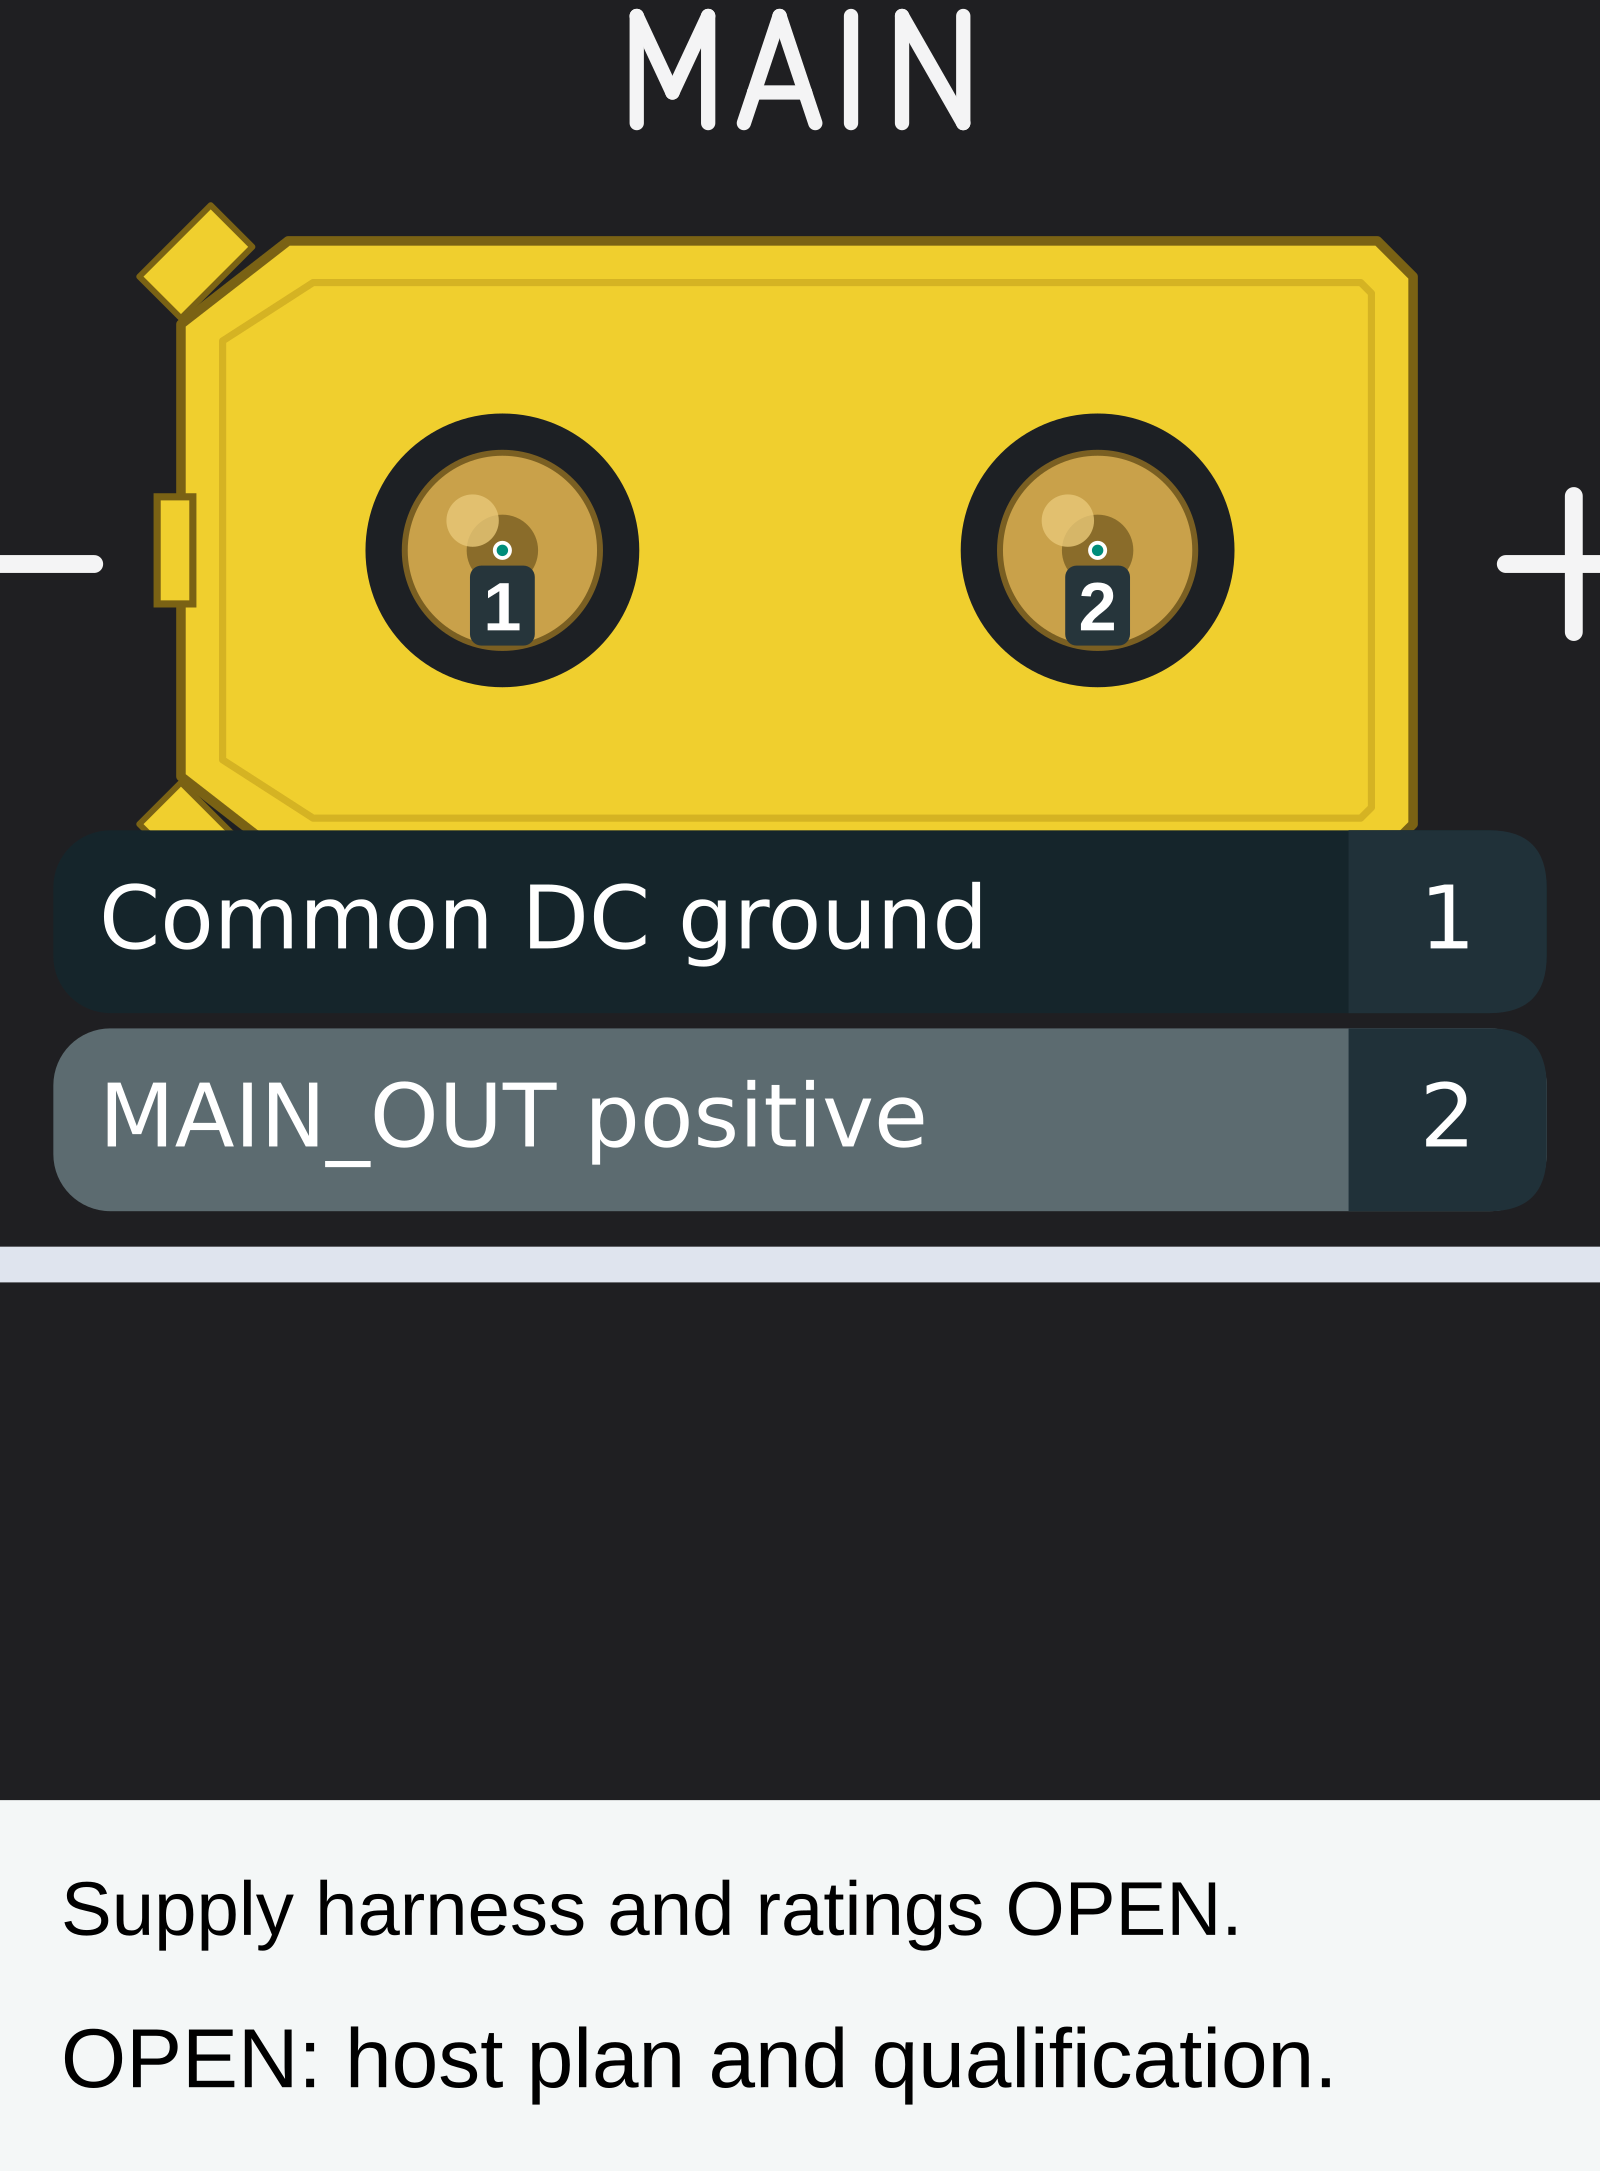 MAIN
− +
1 2
Common DC ground 1
MAIN_OUT positive 2
Supply harness and ratings OPEN.
OPEN: host plan and qualification.